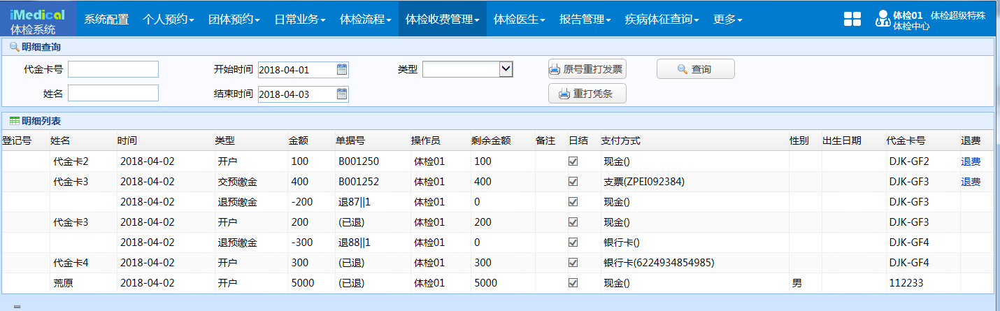 iMedical
体检系统
系统配置 个人预约 团体预约 日常业务 体检流程 体检收费管理 体检医生 报告管理 疾病体征查询 更多
体检01 体检超级特殊
体检中心
明细查询
代金卡号 开始时间 2018-04-01 类型 原号重打发票 查询
姓名 结束时间 2018-04-03 重打凭条
明细列表
登记号 姓名 时间 类型 金额 单据号 操作员 剩余金额 备注 日结 支付方式 性别 出生日期 代金卡号 退费
代金卡2 2018-04-02 开户 100 B001250 体检01 100 现金() DJK-GF2 退费
代金卡3 2018-04-02 交预缴金 400 B001252 体检01 400 支票(ZPEI092384) DJK-GF3 退费
2018-04-02 退预缴金 -200 退87||1 体检01 0 现金() DJK-GF3
代金卡3 2018-04-02 开户 200 (已退) 体检01 200 现金() DJK-GF3
2018-04-02 退预缴金 -300 退88||1 体检01 0 银行卡() DJK-GF4
代金卡4 2018-04-02 开户 300 (已退) 体检01 300 银行卡(6224934854985) DJK-GF4
荒原 2018-04-02 开户 5000 (已退) 体检01 5000 现金() 男 112233